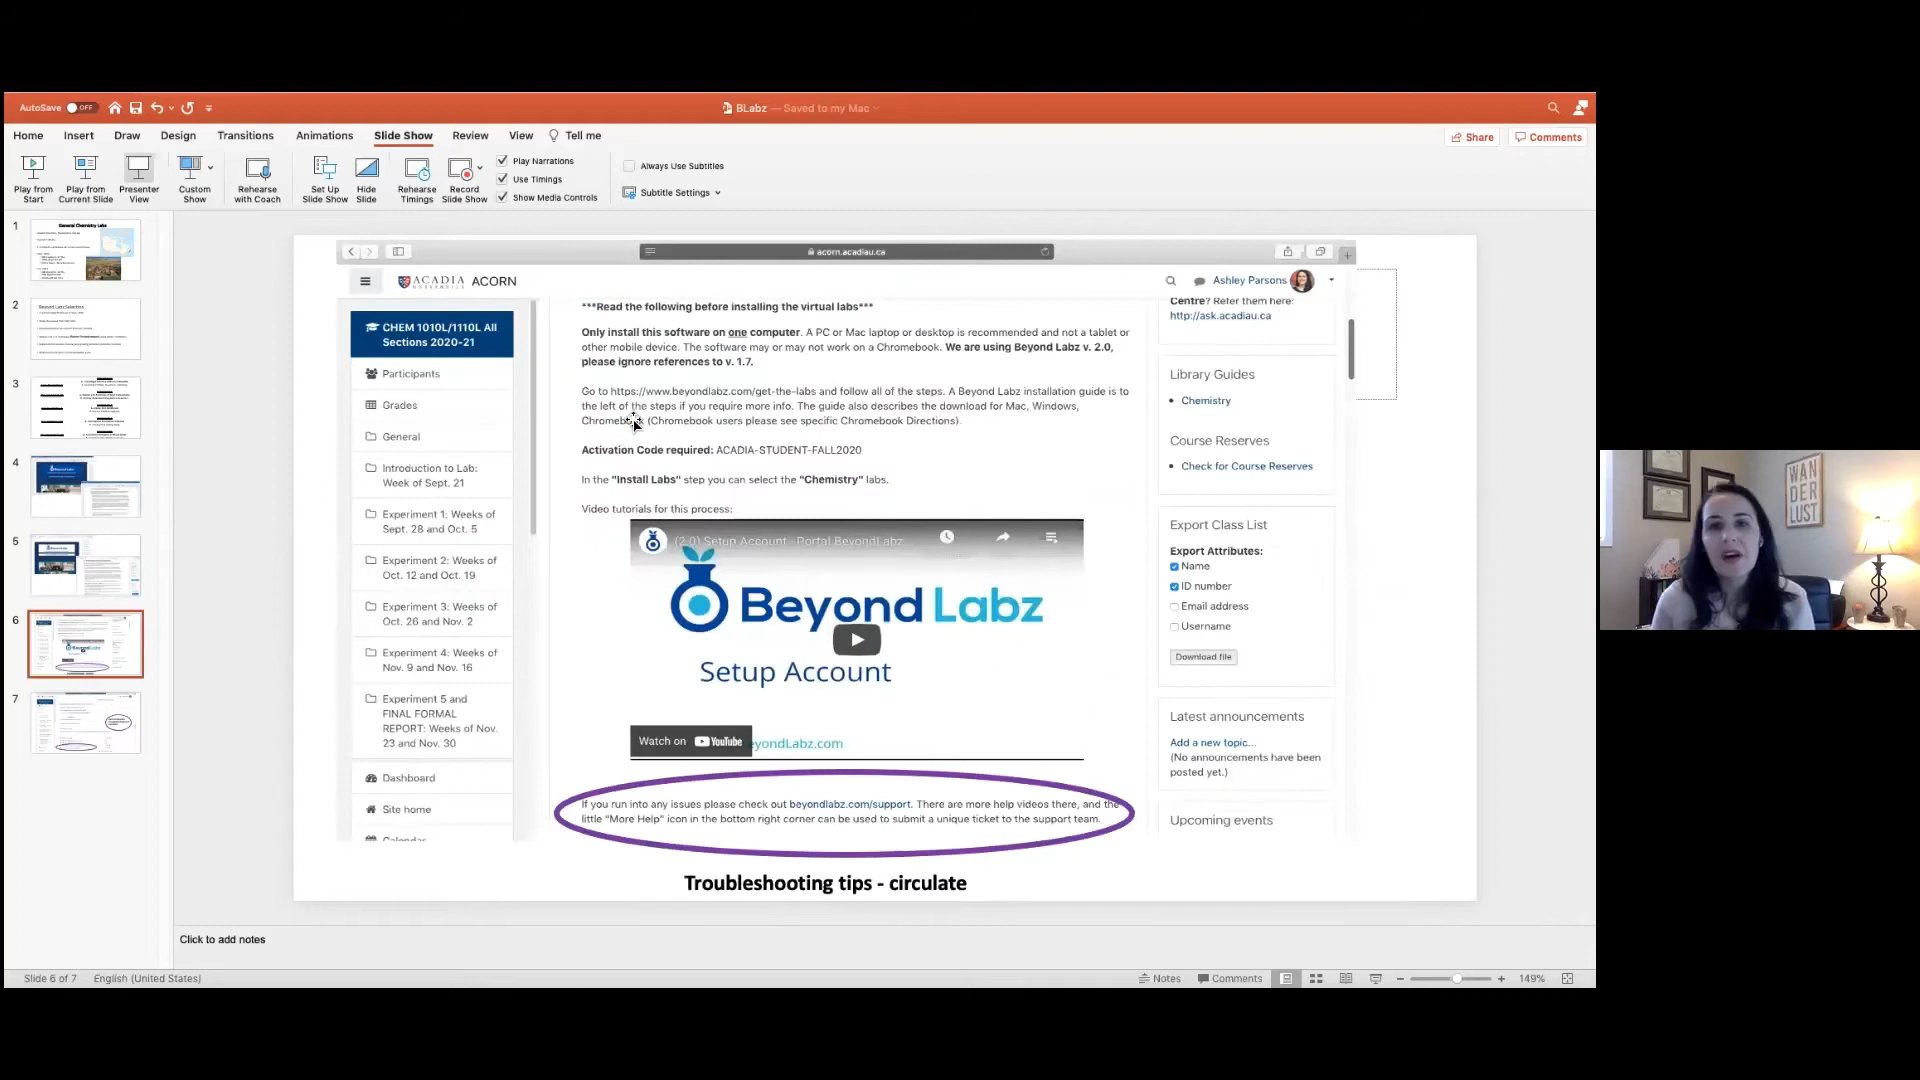 AutoSave OFF
BLabz — Saved to my Mac
Home Insert Draw Design Transitions Animations Slide Show Review View Tell me
Share Comments
Play from Start
Play from Current Slide
Presenter View
Custom Show
Rehearse with Coach
Set Up Slide Show
Hide Slide
Rehearse Timings
Record Slide Show
Play Narrations
Use Timings
Show Media Controls
Always Use Subtitles
Subtitle Settings
1
General Chemistry Labs
2
3
4
5
6
7
acorn.acadiau.ca
ACADIA UNIVERSITY ACORN
Ashley Parsons
CHEM 1010L/1110L All
Sections 2020-21
Participants
Grades
General
Introduction to Lab:
Week of Sept. 21
Experiment 1: Weeks of
Sept. 28 and Oct. 5
Experiment 2: Weeks of
Oct. 12 and Oct. 19
Experiment 3: Weeks of
Oct. 26 and Nov. 2
Experiment 4: Weeks of
Nov. 9 and Nov. 16
Experiment 5 and
FINAL FORMAL
REPORT: Weeks of Nov.
23 and Nov. 30
Dashboard
Site home
Calendar
***Read the following before installing the virtual labs***
Only install this software on one computer. A PC or Mac laptop or desktop is recommended and not a tablet or
other mobile device. The software may or may not work on a Chromebook. We are using Beyond Labz v. 2.0,
please ignore references to v. 1.7.
Go to https://www.beyondlabz.com/get-the-labs and follow all of the steps. A Beyond Labz installation guide is to
the left of the steps if you require more info. The guide also describes the download for Mac, Windows,
Chromebook (Chromebook users please see specific Chromebook Directions).
Activation Code required: ACADIA-STUDENT-FALL2020
In the "Install Labs" step you can select the "Chemistry" labs.
Video tutorials for this process:
(2.0) Setup Account - Portal BeyondLabz
Beyond Labz
Setup Account
Watch on YouTube
eyondLabz.com
If you run into any issues please check out beyondlabz.com/support. There are more help videos there, and the
little "More Help" icon in the bottom right corner can be used to submit a unique ticket to the support team.
Centre? Refer them here:
http://ask.acadiau.ca
Library Guides
Chemistry
Course Reserves
Check for Course Reserves
Export Class List
Export Attributes:
Name
ID number
Email address
Username
Download file
Latest announcements
Add a new topic...
(No announcements have been
posted yet.)
Upcoming events
Troubleshooting tips - circulate
WAN
DER
LUST
Click to add notes
Slide 6 of 7 English (United States)
Notes Comments 149%